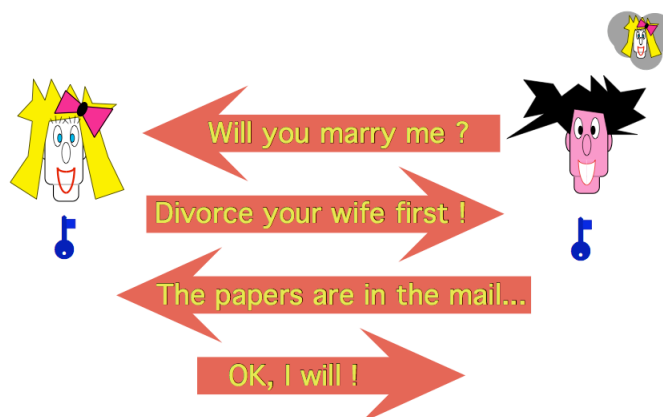 Will you marry me ?
Divorce your wife first !
The papers are in the mail...
OK, I will !